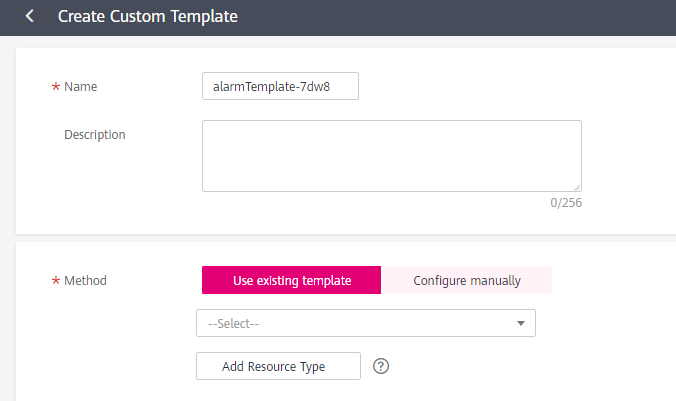 Create Custom Template
* Name
alarmTemplate-7dw8
Description
0/256
* Method
Use existing template
Configure manually
--Select--
Add Resource Type
?